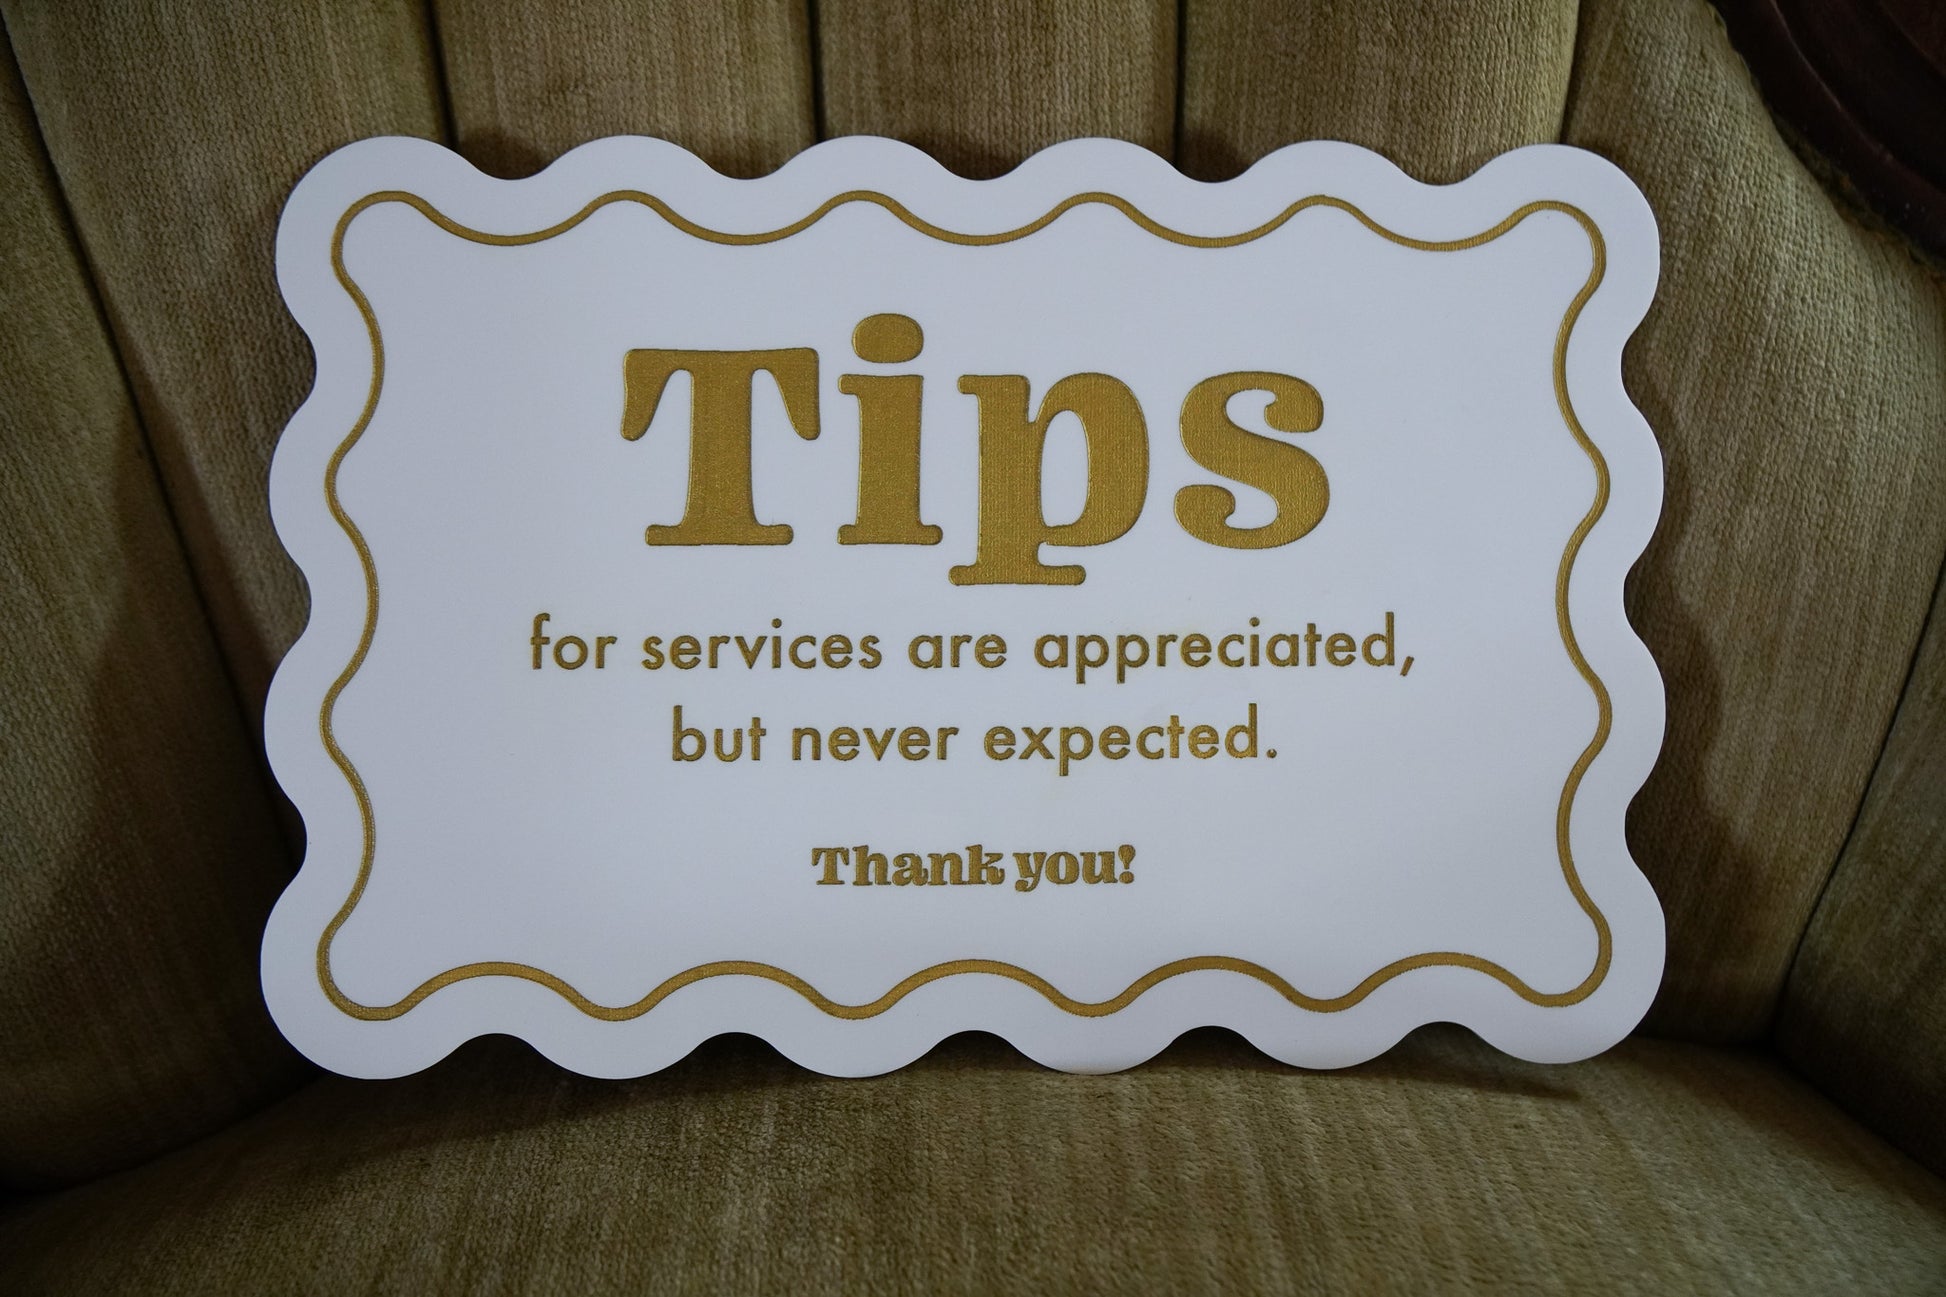 Tips
for services are appreciated,
but never expected.
Thank you!